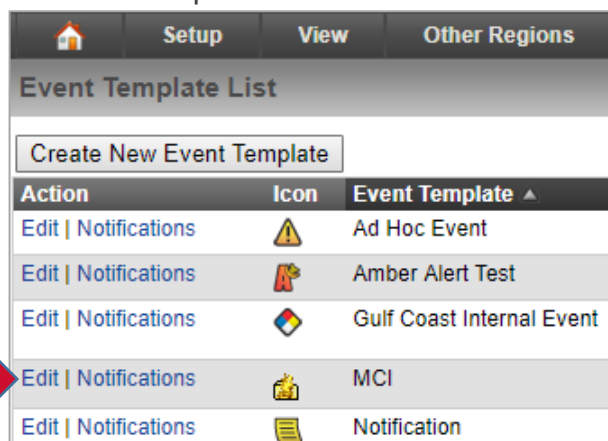 Setup View Other Regions
Event Template List
Create New Event Template
Action Icon Event Template ▲
Edit | Notifications Ad Hoc Event
Edit | Notifications Amber Alert Test
Edit | Notifications Gulf Coast Internal Event
Edit | Notifications MCI
Edit | Notifications Notification